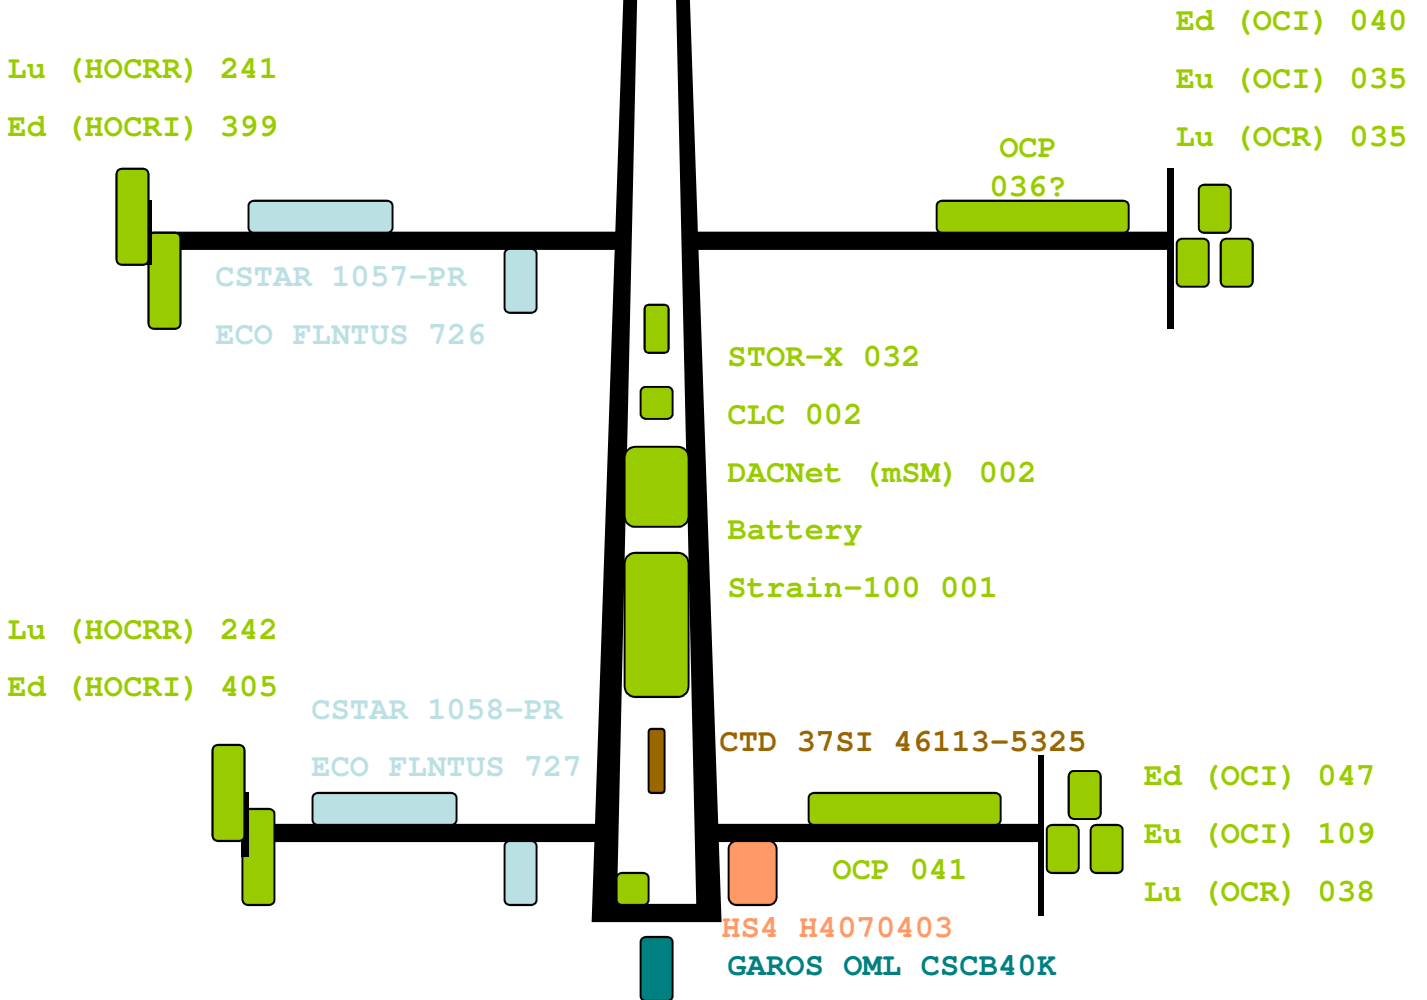 Ed (OCI) 040
Eu (OCI) 035
Lu (OCR) 035
Lu (HOCRR) 241
Ed (HOCRI) 399
OCP
036?
CSTAR 1057-PR
ECO FLNTUS 726
STOR-X 032
CLC 002
DACNet (mSM) 002
Battery
Strain-100 001
Lu (HOCRR) 242
Ed (HOCRI) 405
CSTAR 1058-PR
ECO FLNTUS 727
CTD 37SI 46113-5325
Ed (OCI) 047
Eu (OCI) 109
Lu (OCR) 038
OCP 041
HS4 H4070403
GAROS OML CSCB40K